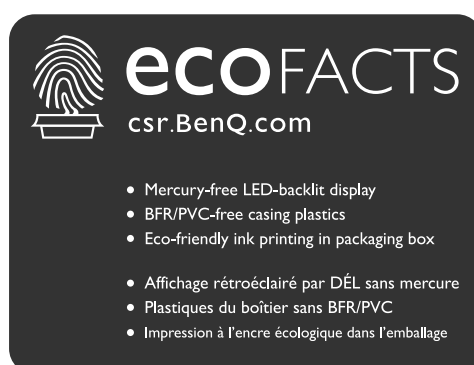 ecoFACTS
csr.BenQ.com
• Mercury-free LED-backlit display
• BFR/PVC-free casing plastics
• Eco-friendly ink printing in packaging box
• Affichage rétroéclairé par DÉL sans mercure
• Plastiques du boîtier sans BFR/PVC
• Impression à l'encre écologique dans l'emballage